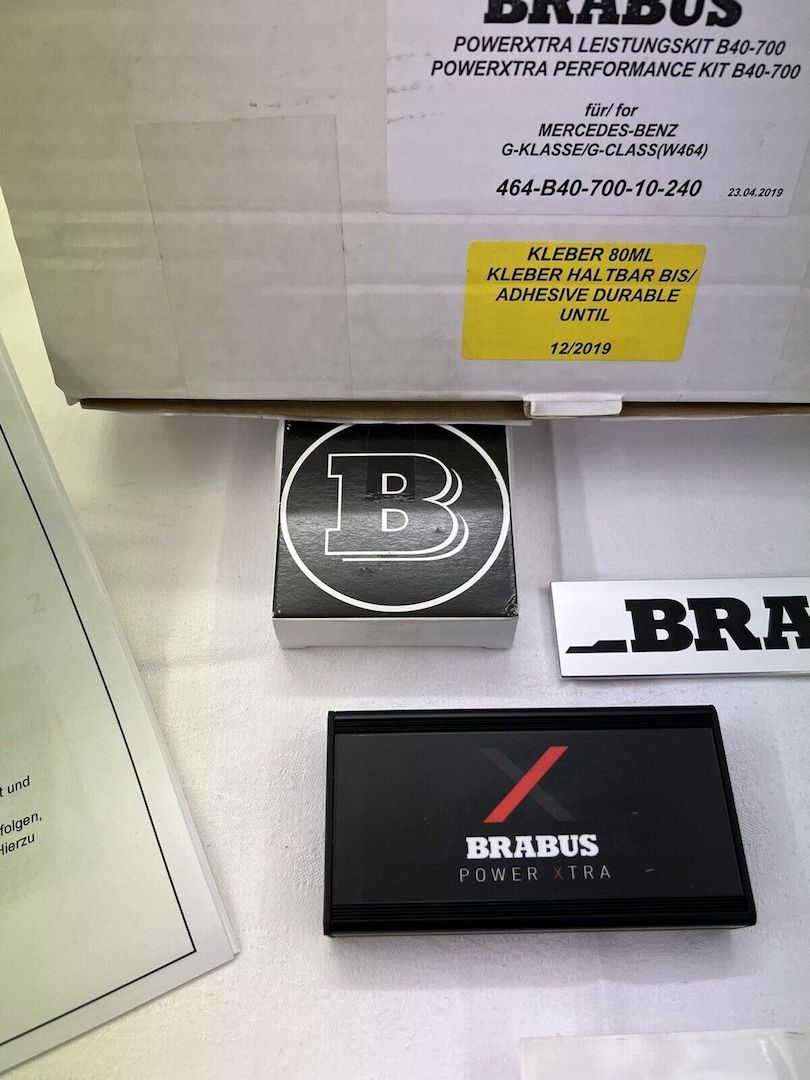 BRABUS
POWERXTRA LEISTUNGSKIT B40-700
POWERXTRA PERFORMANCE KIT B40-700
für/ for
MERCEDES-BENZ
G-KLASSE/G-CLASS(W464)
464-B40-700-10-240
23.04.2019
KLEBER 80ML
KLEBER HALTBAR BIS/
ADHESIVE DURABLE
UNTIL
12/2019
B
BRA
t und
folgen,
Hierzu
2
X
BRABUS
POWER XTRA